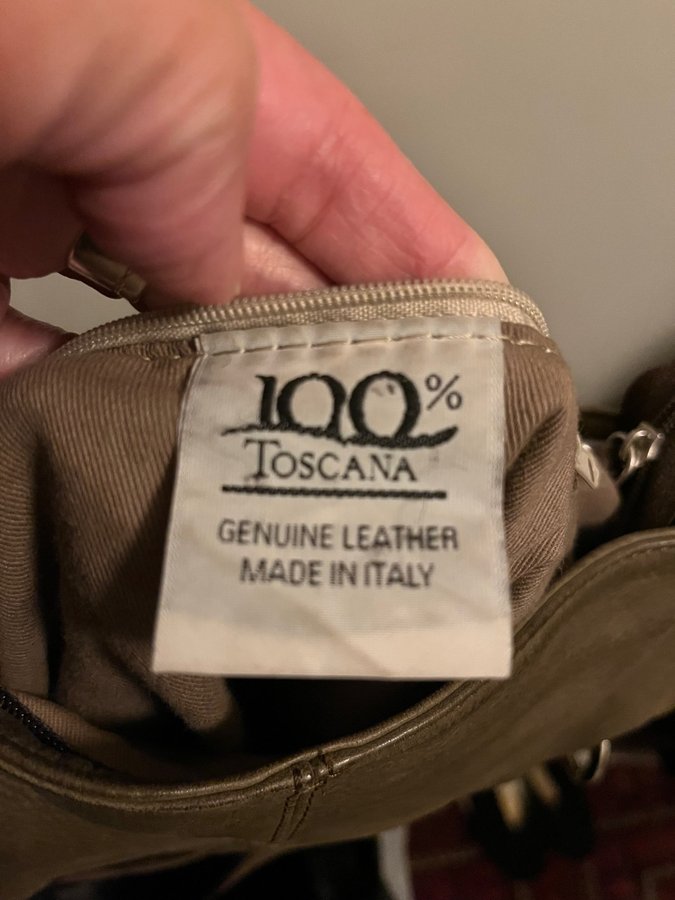 100%
TOSCANA
GENUINE LEATHER
MADE IN ITALY